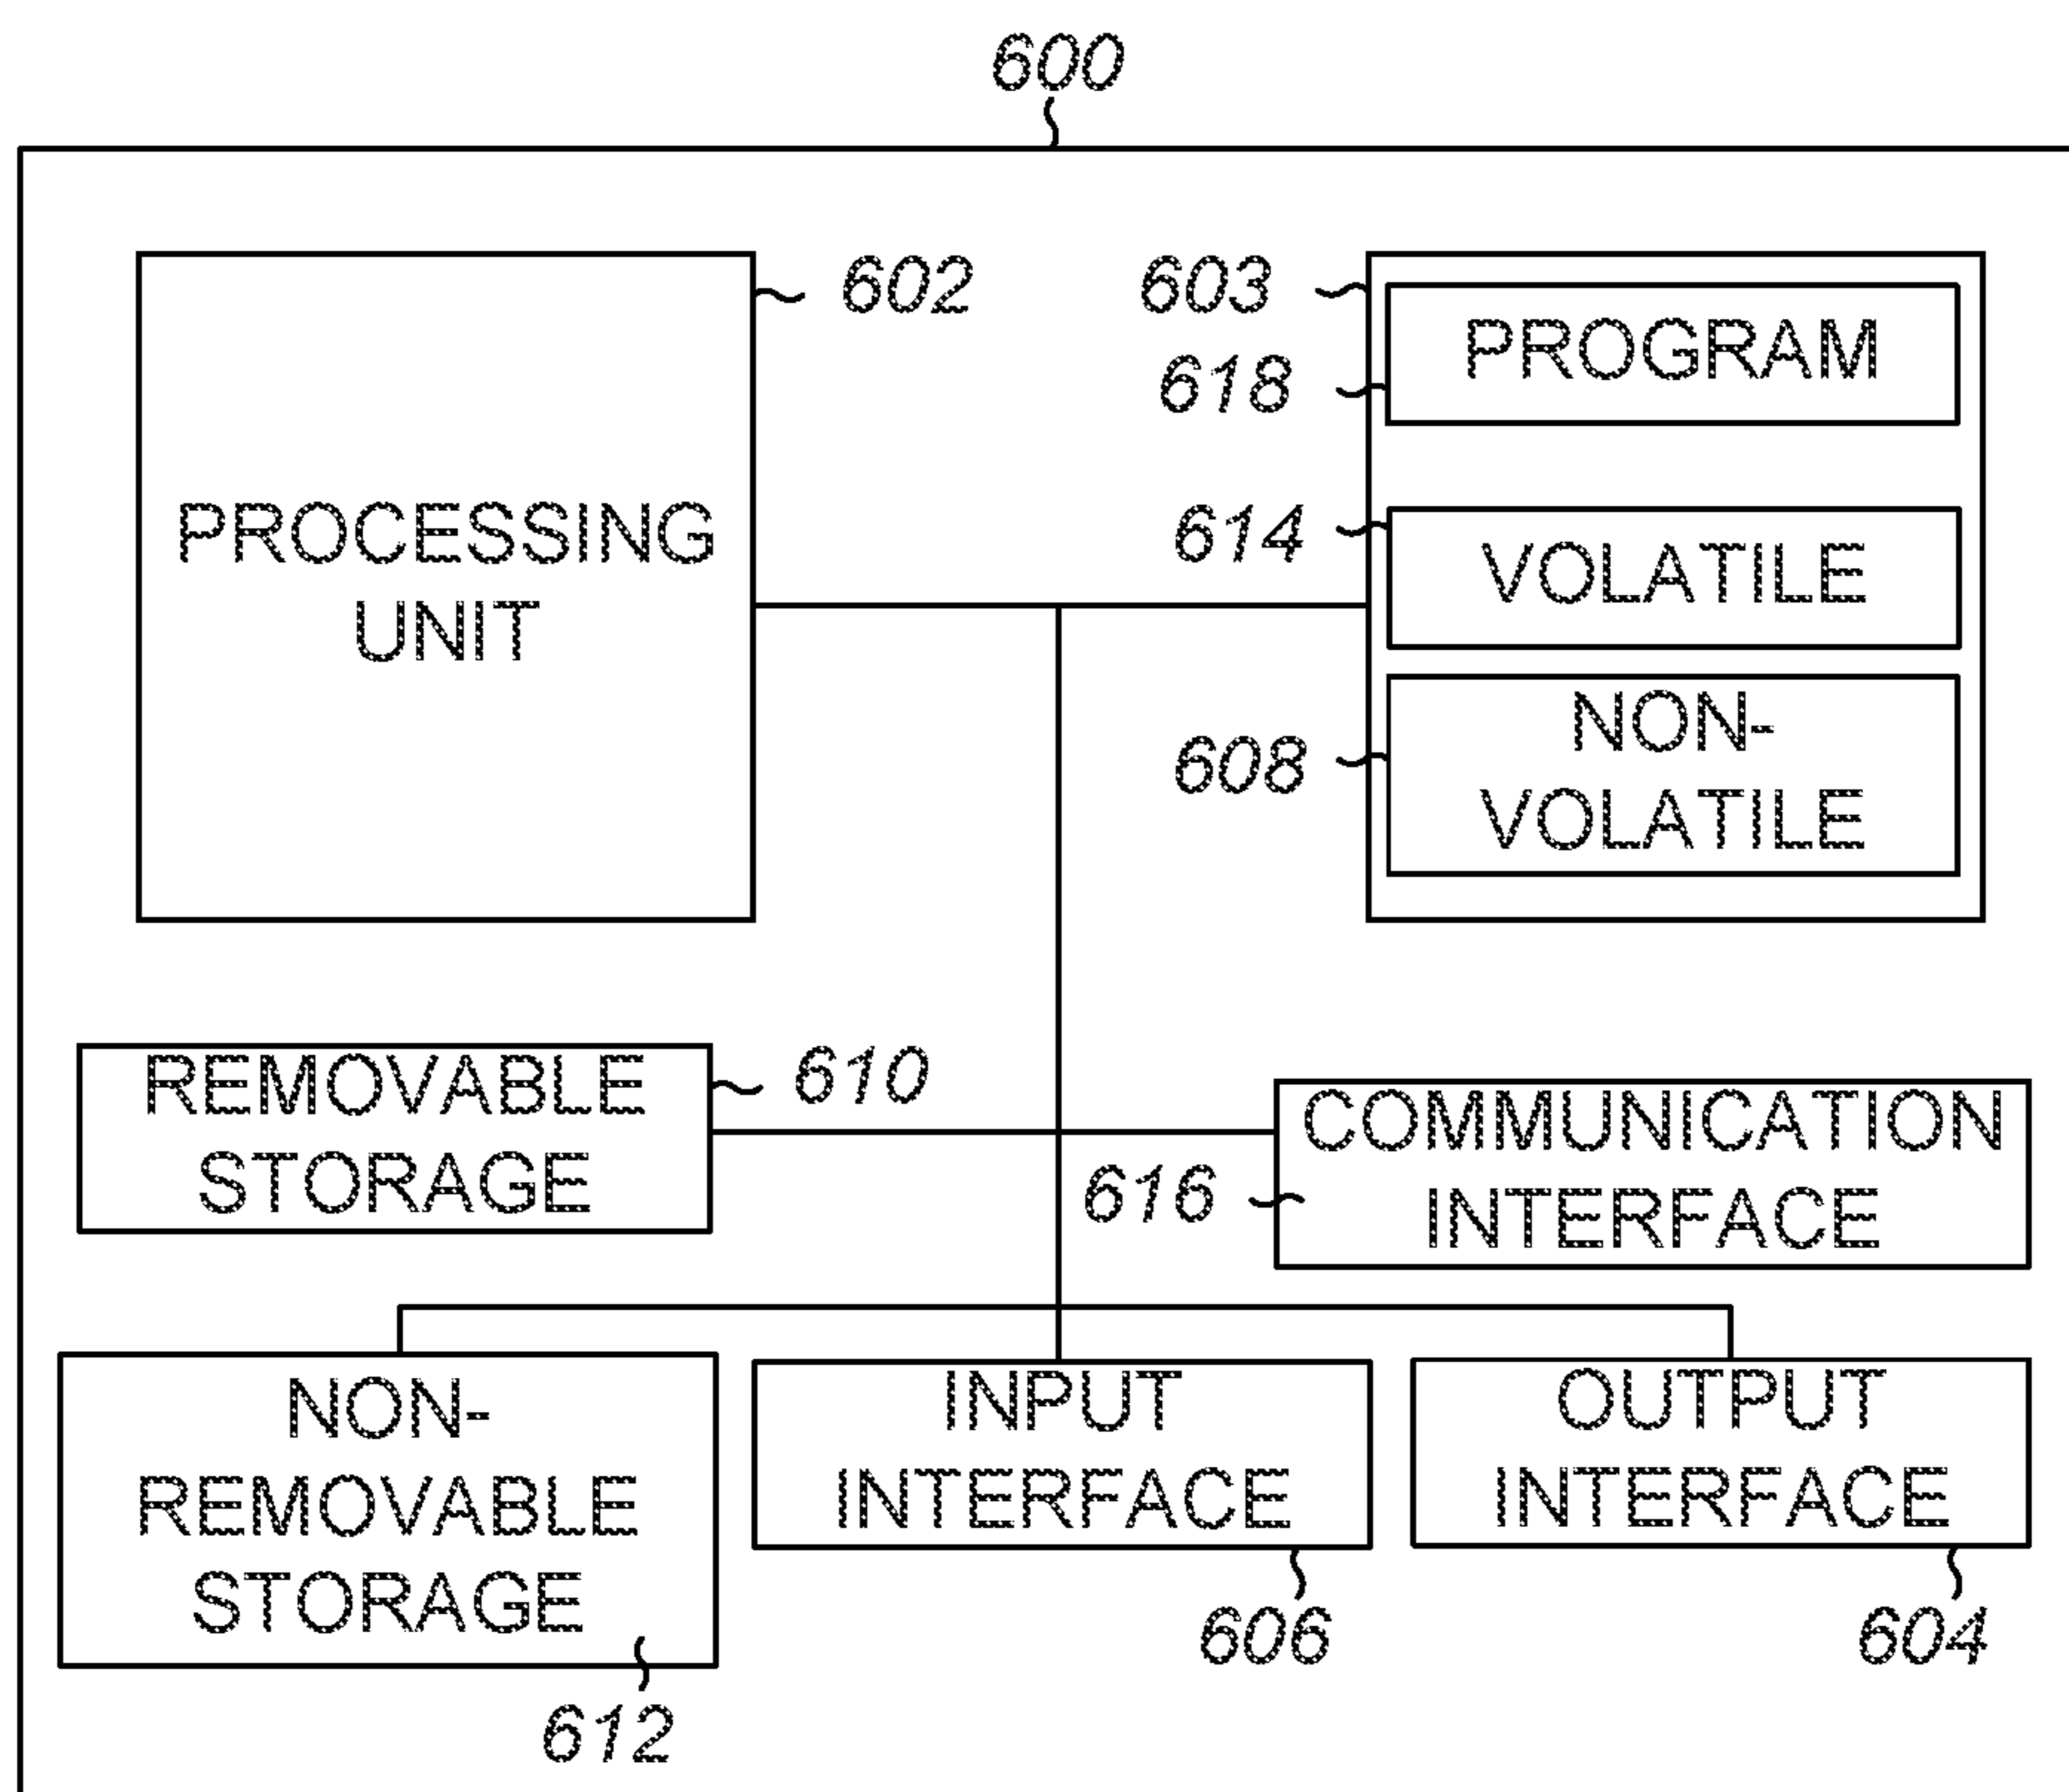 600
602
603
PROGRAM
618
PROCESSING
UNIT
614
VOLATILE
608
NON-
VOLATILE
REMOVABLE
STORAGE
610
COMMUNICATION
INTERFACE
616
NON-
REMOVABLE
STORAGE
612
INPUT
INTERFACE
606
OUTPUT
INTERFACE
604